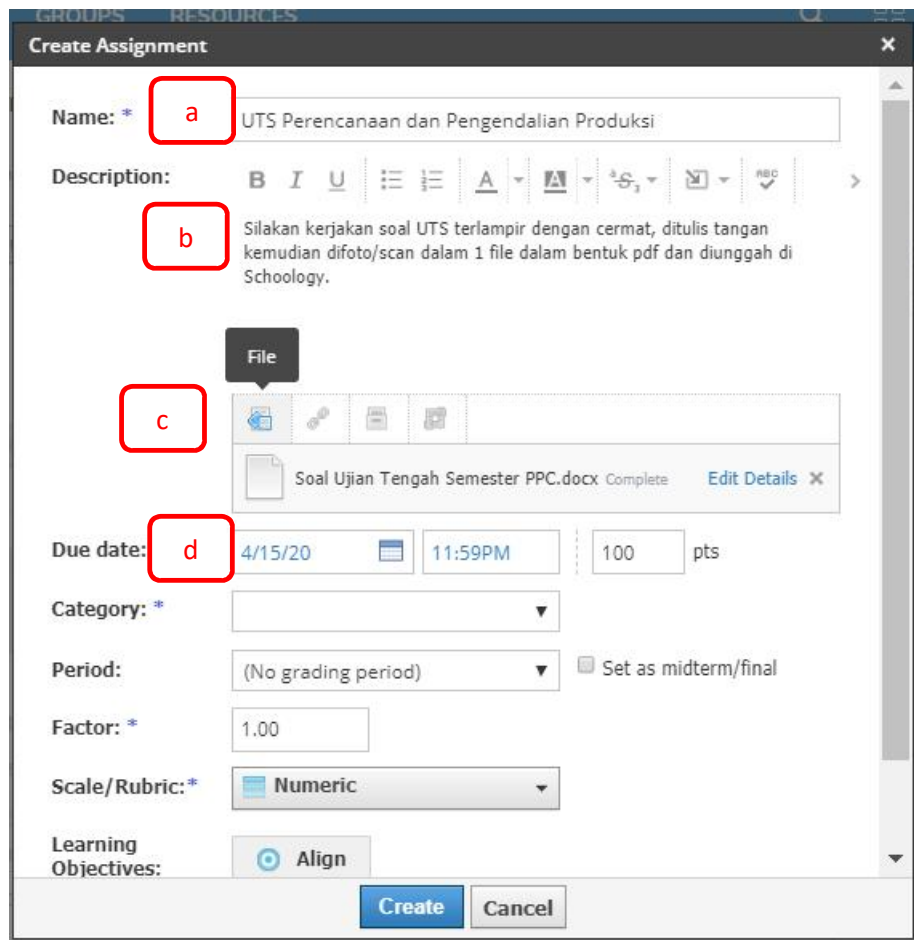 GROUPS RESOURCES
Create Assignment ×
Name: * a UTS Perencanaan dan Pengendalian Produksi
Description: B I U A A ABC
b
Silakan kerjakan soal UTS terlampir dengan cermat, ditulis tangan
kemudian difoto/scan dalam 1 file dalam bentuk pdf dan diunggah di
Schoology.
File
c
Soal Ujian Tengah Semester PPC.docx Complete Edit Details ×
Due date: d 4/15/20 11:59PM 100 pts
Category: *
Period: (No grading period) Set as midterm/final
Factor: * 1.00
Scale/Rubric:* Numeric
Learning
Objectives: Align
Create Cancel